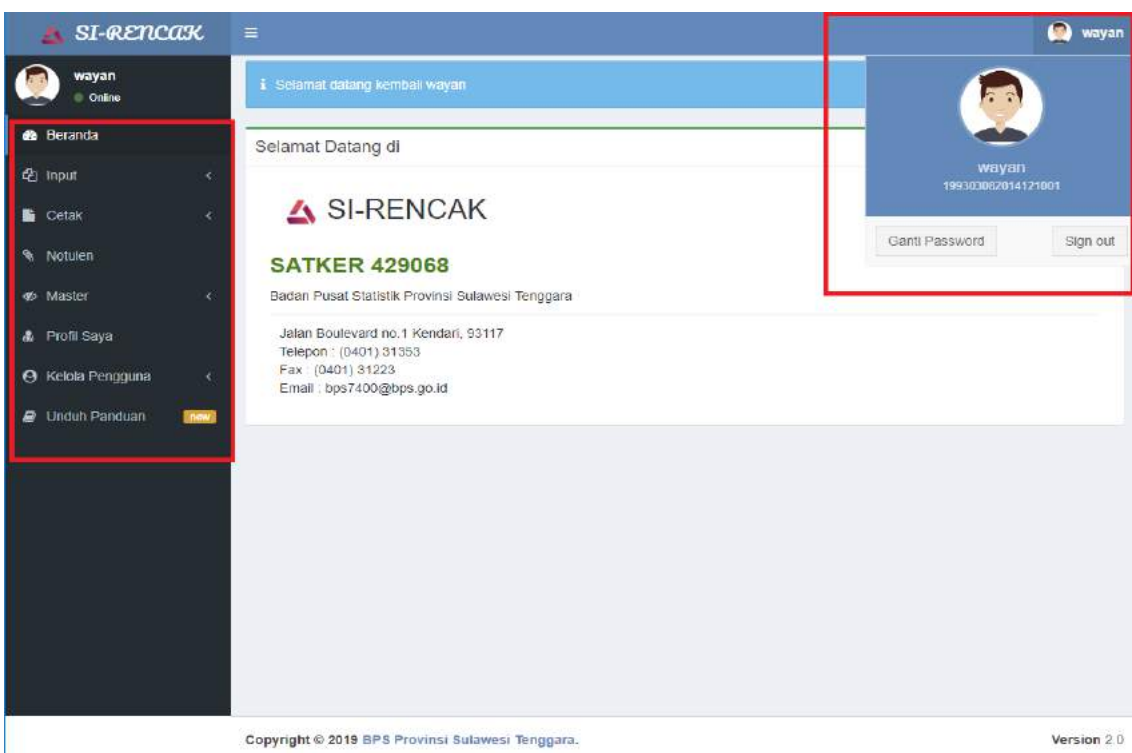 SI-RENCAK
wayan
wayan
Online
Beranda
Input
Cetak
Notulen
Master
Profil Saya
Kelola Pengguna
Unduh Panduan new
Selamat datang kembali wayan
Selamat Datang di
SI-RENCAK
SATKER 429068
Badan Pusat Statistik Provinsi Sulawesi Tenggara
Jalan Boulevard no.1 Kendari, 93117
Telepon : (0401) 31353
Fax : (0401) 31223
Email : bps7400@bps.go.id
wayan
199303082014121001
Ganti Password Sign out
Copyright © 2019 BPS Provinsi Sulawesi Tenggara. Version 2.0